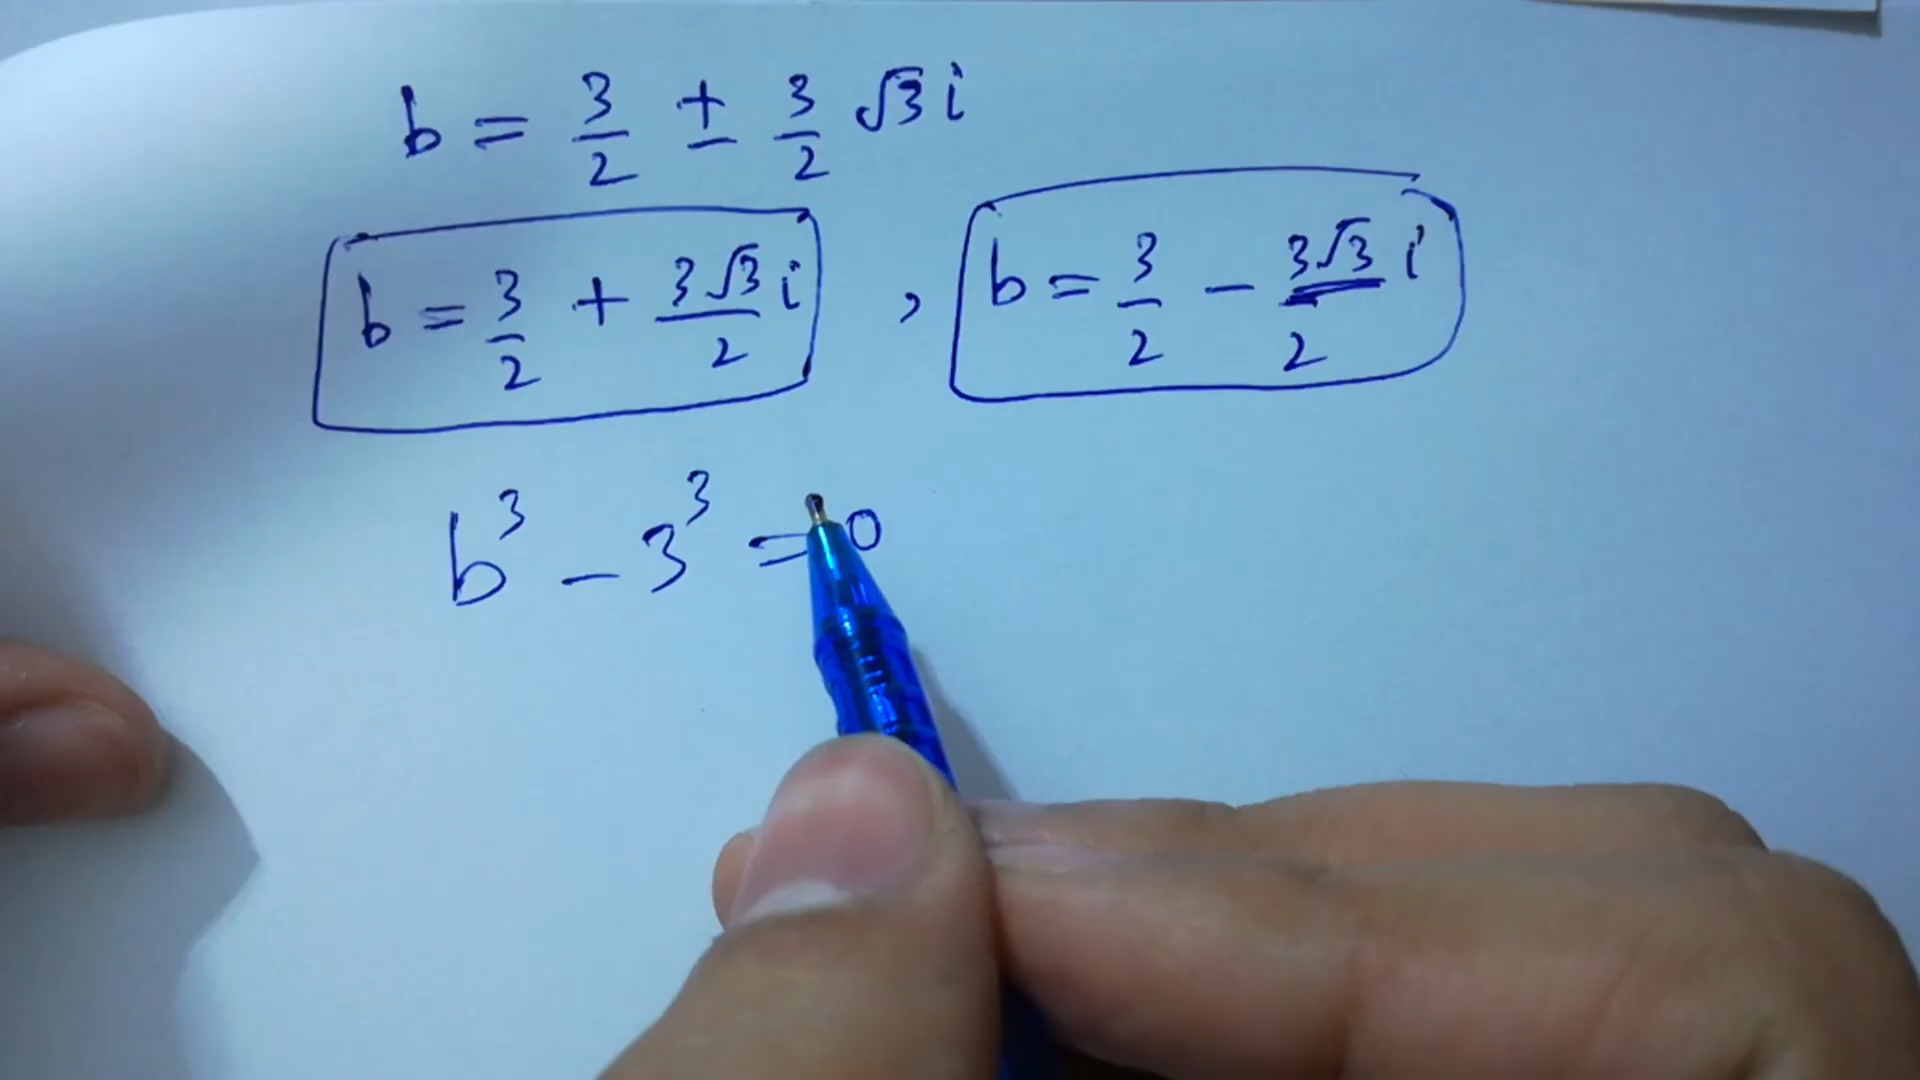 b = 3/2 ± 3/2 √3 i
b = 3/2 + 3√3/2 i , b = 3/2 - 3√3/2 i
b³ - 3³ = 0